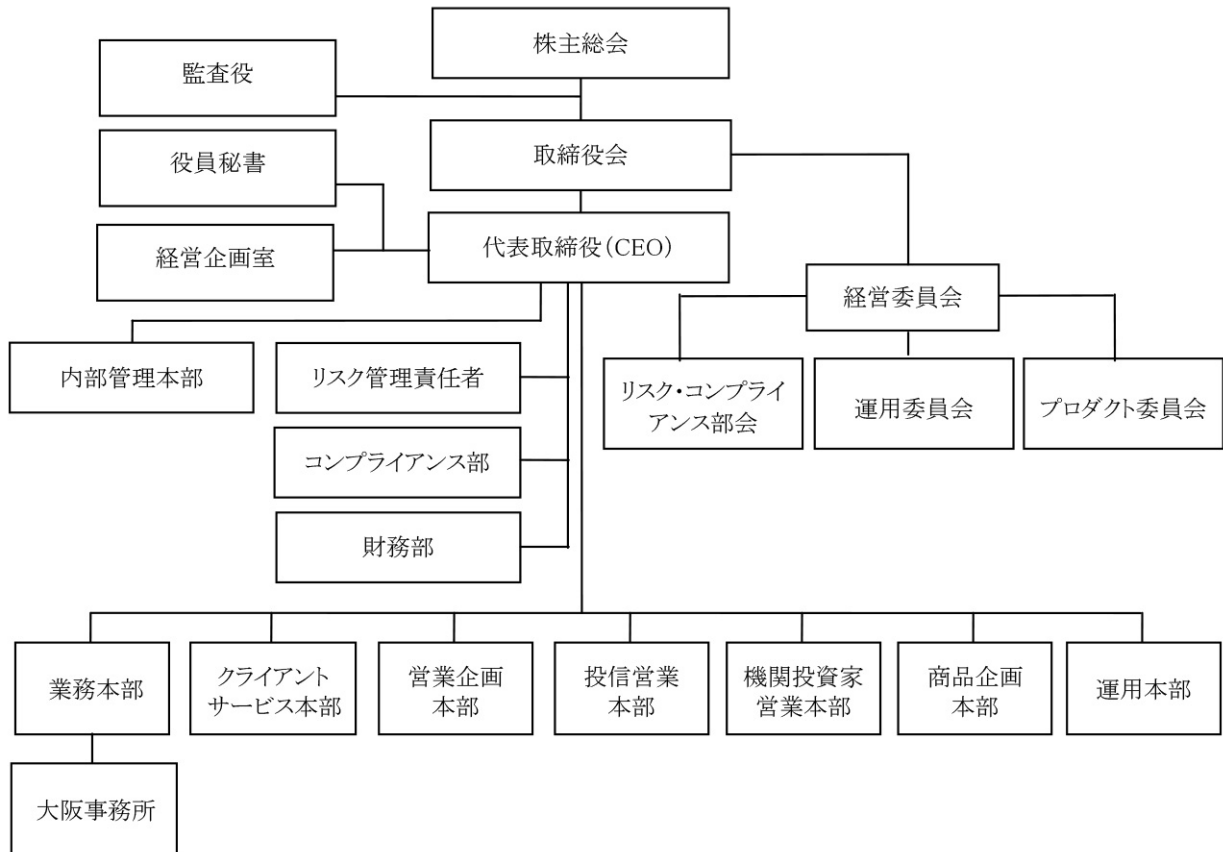 株主総会
監査役
取締役会
役員秘書
代表取締役（CEO）
経営企画室
経営委員会
内部管理本部
リスク管理責任者
リスク・コンプライ
アンス部会
運用委員会
プロダクト委員会
コンプライアンス部
財務部
業務本部
クライアント
サービス本部
営業企画
本部
投信営業
本部
機関投資家
営業本部
商品企画
本部
運用本部
大阪事務所